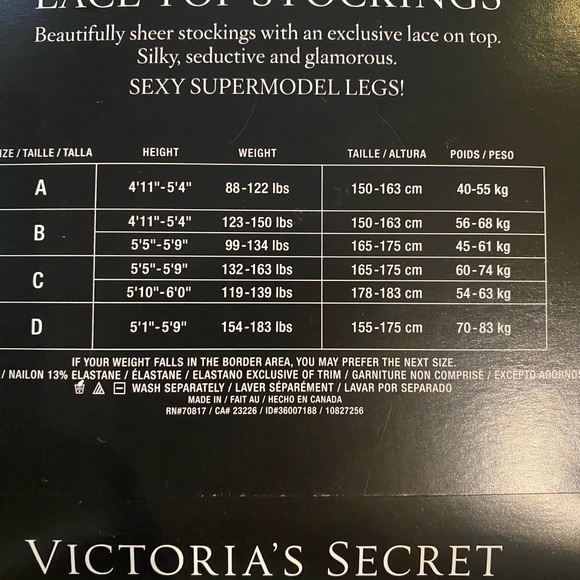 LACE TOP STOCKINGS
Beautifully sheer stockings with an exclusive lace on top.
Silky, seductive and glamorous.
SEXY SUPERMODEL LEGS!
IZE / TAILLE / TALLA HEIGHT WEIGHT TAILLE / ALTURA POIDS / PESO
A 4'11"-5'4" 88-122 lbs 150-163 cm 40-55 kg
B 4'11"-5'4" 123-150 lbs 150-163 cm 56-68 kg
5'5"-5'9" 99-134 lbs 165-175 cm 45-61 kg
C 5'5"-5'9" 132-163 lbs 165-175 cm 60-74 kg
5'10"-6'0" 119-139 lbs 178-183 cm 54-63 kg
D 5'1"-5'9" 154-183 lbs 155-175 cm 70-83 kg
IF YOUR WEIGHT FALLS IN THE BORDER AREA, YOU MAY PREFER THE NEXT SIZE.
/ NAILON 13% ELASTANE / ÉLASTANE / ELASTANO EXCLUSIVE OF TRIM / GARNITURE NON COMPRISE / EXCEPTO ADORNOS
WASH SEPARATELY / LAVER SÉPARÉMENT / LAVAR POR SEPARADO
MADE IN / FAIT AU / HECHO EN CANADA
RN#70817 / CA# 23226 / ID#36007188 / 10827256
VICTORIA'S SECRET